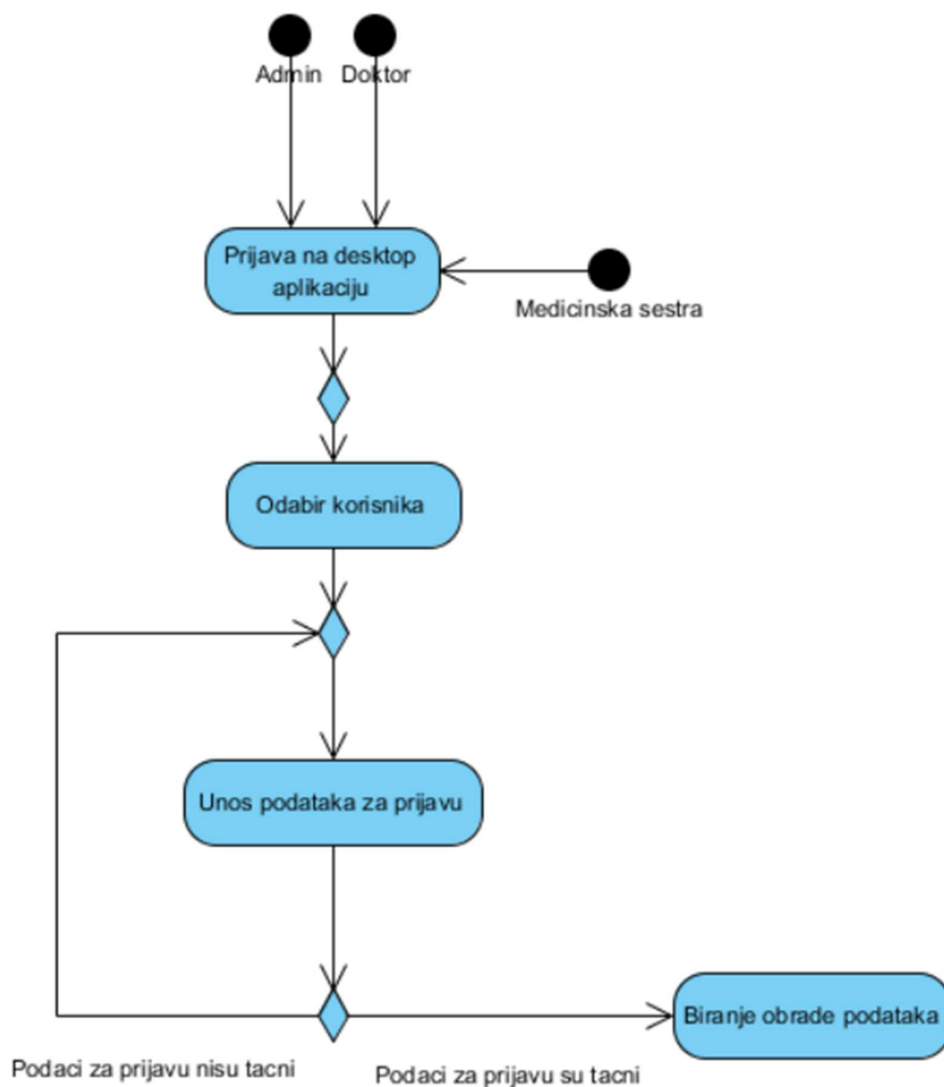 Admin
Doktor
Prijava na desktop
aplikaciju
Medicinska sestra
Odabir korisnika
Unos podataka za prijavu
Biranje obrade podataka
Podaci za prijavu nisu tacni
Podaci za prijavu su tacni